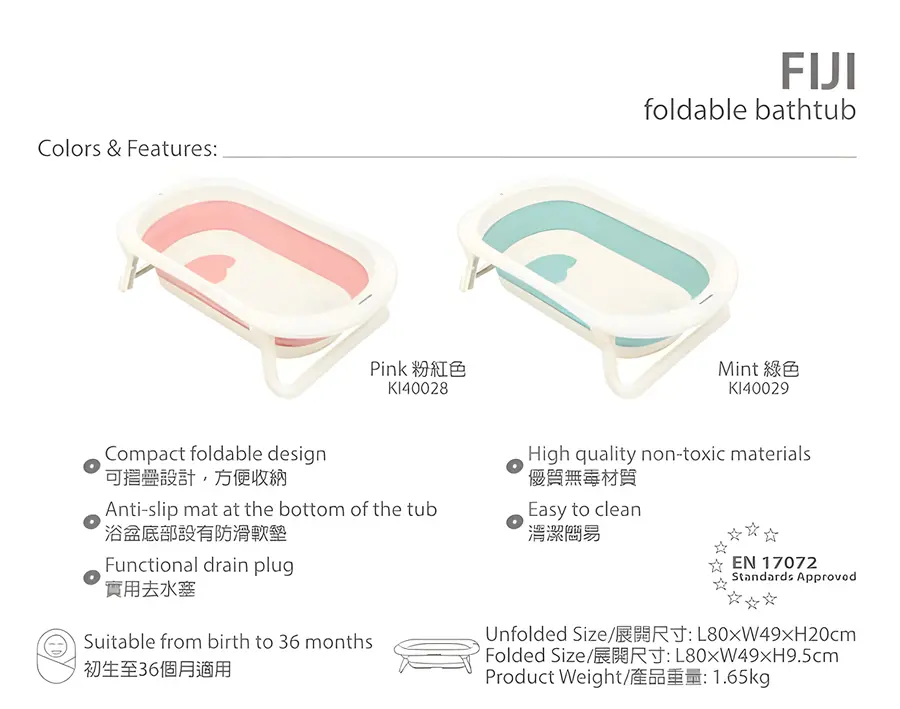 FIJI
foldable bathtub
Colors & Features:
Pink 粉紅色
KI40028
Mint 綠色
KI40029
Compact foldable design
可摺疊設計，方便收納
Anti-slip mat at the bottom of the tub
浴盆底部設有防滑軟墊
Functional drain plug
實用去水塞
High quality non-toxic materials
優質無毒材質
Easy to clean
清潔簡易
EN 17072
Standards Approved
Suitable from birth to 36 months
初生至36個月適用
Unfolded Size/展開尺寸: L80×W49×H20cm
Folded Size/展開尺寸: L80×W49×H9.5cm
Product Weight/產品重量: 1.65kg